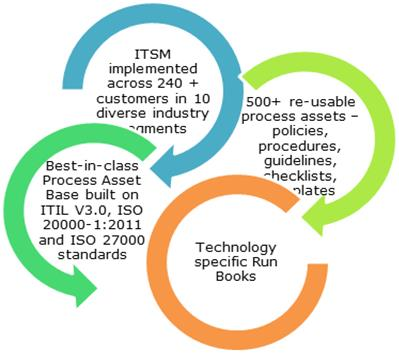 ITSM
implemented
across 240 +
customers in 10
diverse industry
egments
500+ re-usable
process assets –
policies,
procedures,
guidelines,
checklists,
plates
Best-in-class
Process Asset
Base built on
ITIL V3.0, ISO
20000-1:2011
and ISO 27000
standards
Technology
specific Run
Books